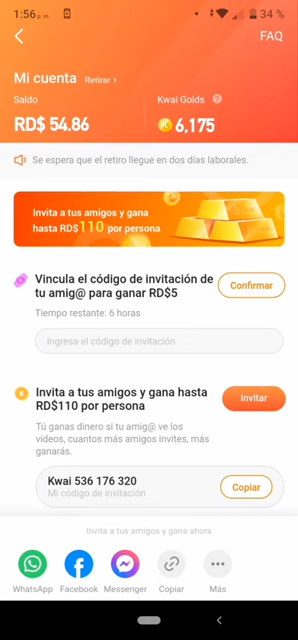 1:56 p. m.
34 %
FAQ
Mi cuenta Retirar >
Saldo Kwai Golds ?
RD$ 54.86 6,175
Se espera que el retiro llegue en dos días laborales.
Invita a tus amigos y gana
hasta RD$110 por persona
Vincula el código de invitación de
tu amig@ para ganar RD$5
Confirmar
Tiempo restante: 6 horas
Ingresa el código de invitación
Invita a tus amigos y gana hasta
RD$110 por persona
Invitar
Tú ganas dinero si tu amig@ ve los
vídeos, cuantos más amigos invites, más
ganarás.
Kwai 536 176 320
Mi código de invitación
Copiar
Invita a tus amigos y gana ahora
WhatsApp Facebook Messenger Copiar Más